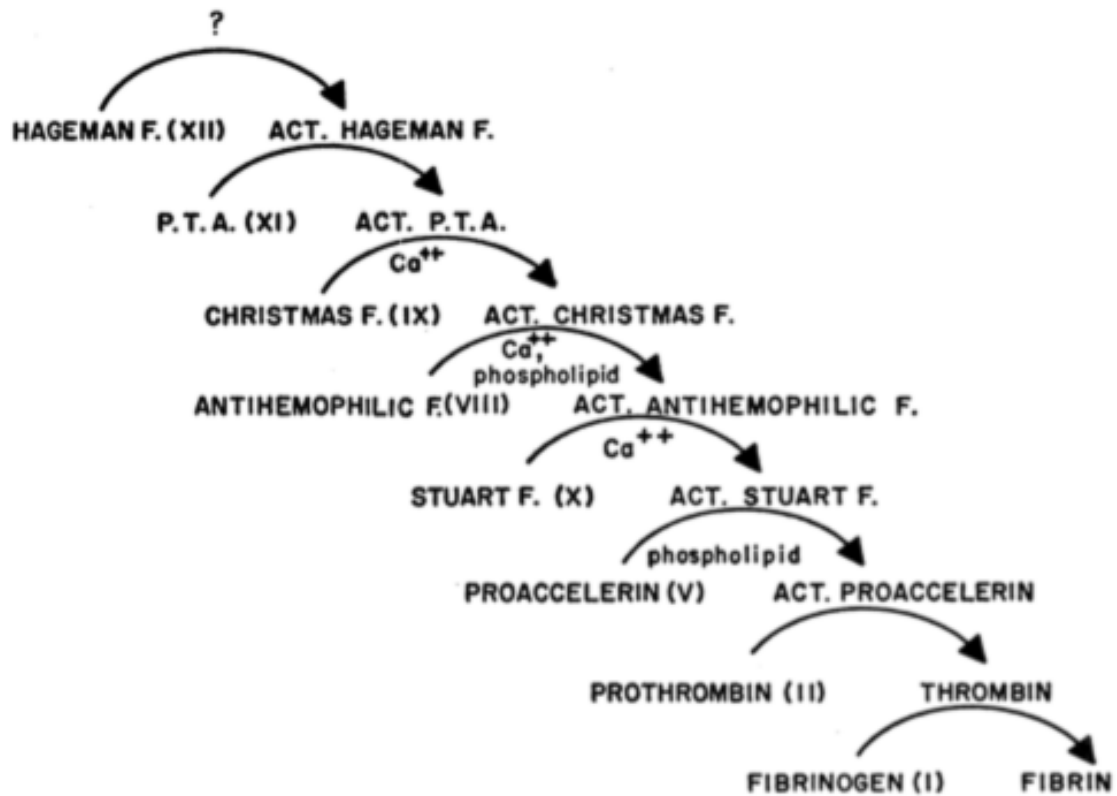 ?
HAGEMAN F. (XII) ACT. HAGEMAN F.
P.T.A. (XI) ACT. P.T.A.
Ca++
CHRISTMAS F. (IX) ACT. CHRISTMAS F.
Ca++,
phospholipid
ANTIHEMOPHILIC F. (VIII) ACT. ANTIHEMOPHILIC F.
Ca++
STUART F. (X) ACT. STUART F.
phospholipid
PROACCELERIN (V) ACT. PROACCELERIN
PROTHROMBIN (II) THROMBIN
FIBRINOGEN (I) FIBRIN